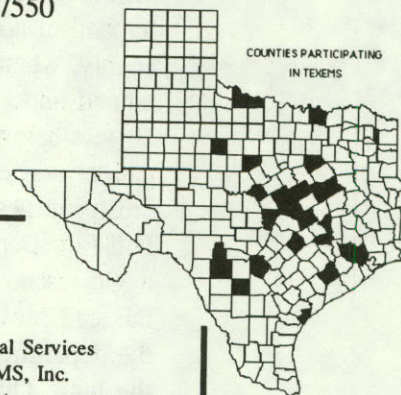 7550
COUNTIES PARTICIPATING
IN TEXEMS
al Services
MS, Inc.